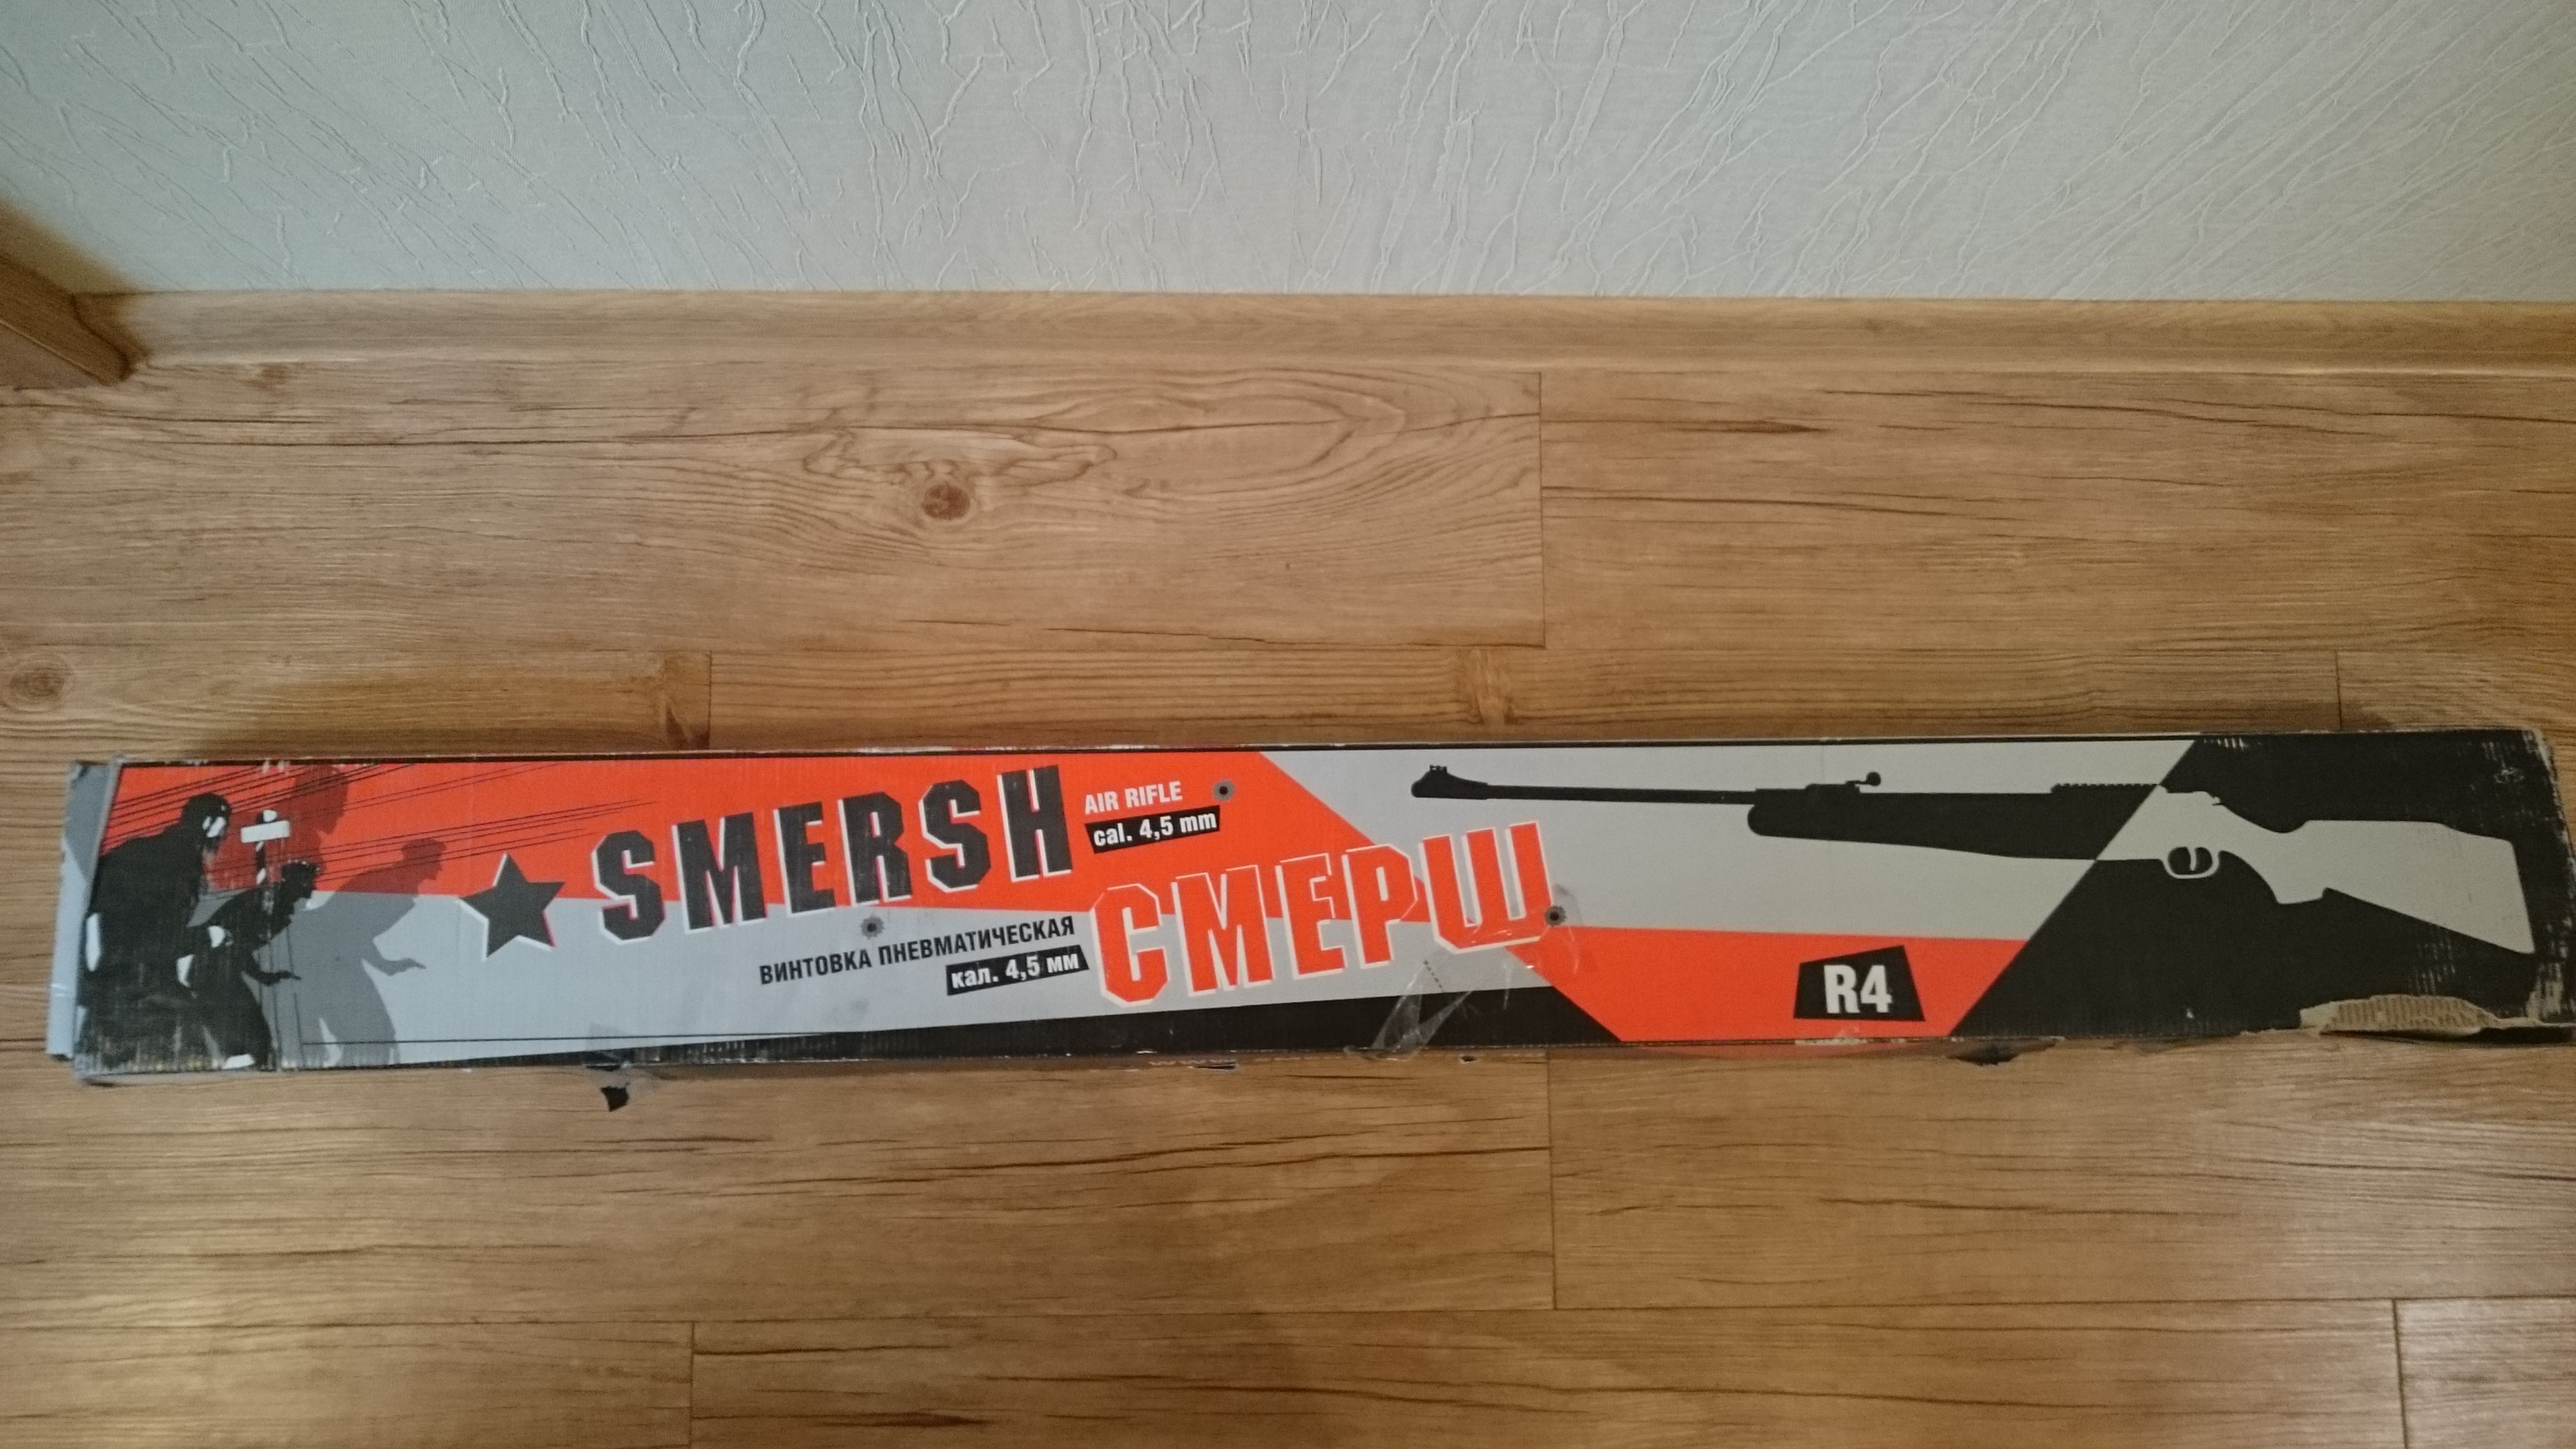 SMERSH
AIR RIFLE
cal. 4,5 mm
ВИНТОВКА ПНЕВМАТИЧЕСКАЯ
кал. 4,5 мм
СМЕРШ
R4